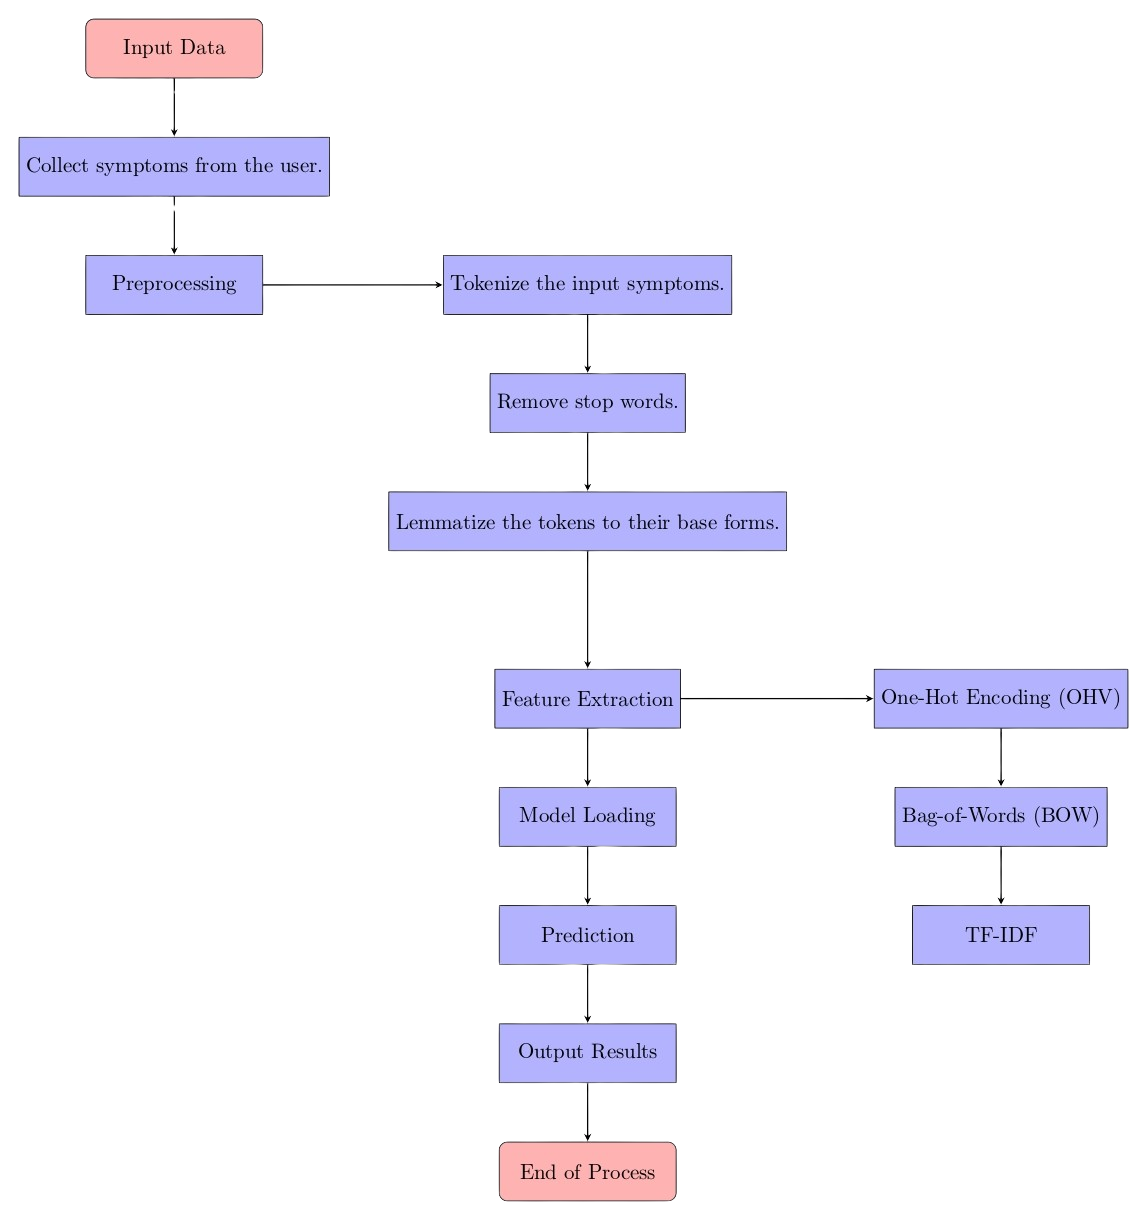 Input Data
Collect symptoms from the user.
Preprocessing
Tokenize the input symptoms.
Remove stop words.
Lemmatize the tokens to their base forms.
Feature Extraction
One-Hot Encoding (OHV)
Model Loading
Bag-of-Words (BOW)
Prediction
TF-IDF
Output Results
End of Process